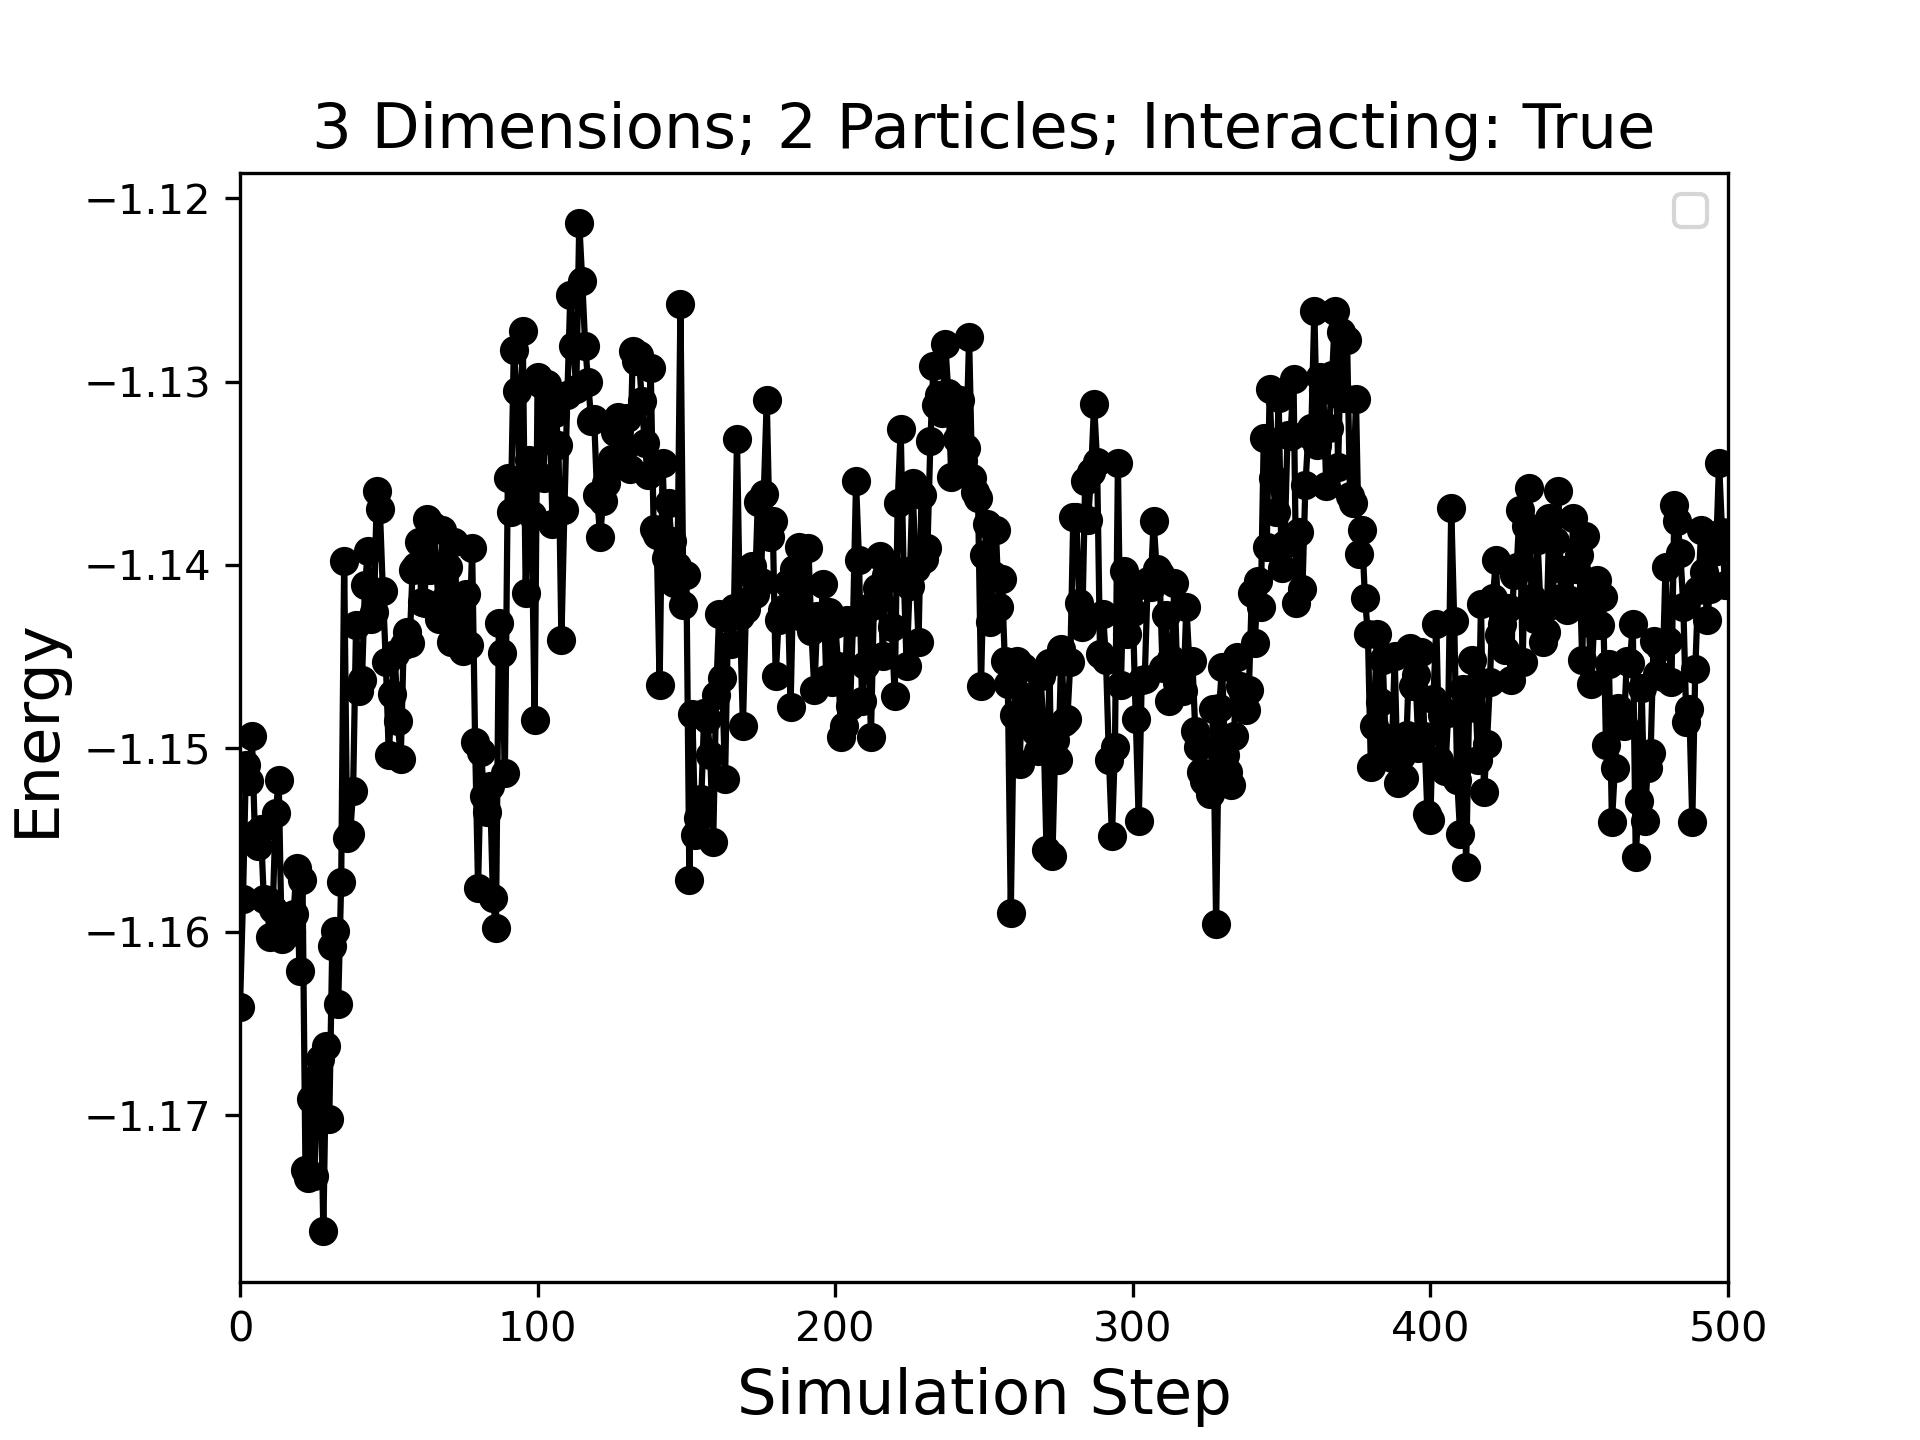 3 Dimensions; 2 Particles; Interacting: True
−1.12
−1.13
−1.14
−1.15
−1.16
−1.17
Energy
0 100 200 300 400 500
Simulation Step